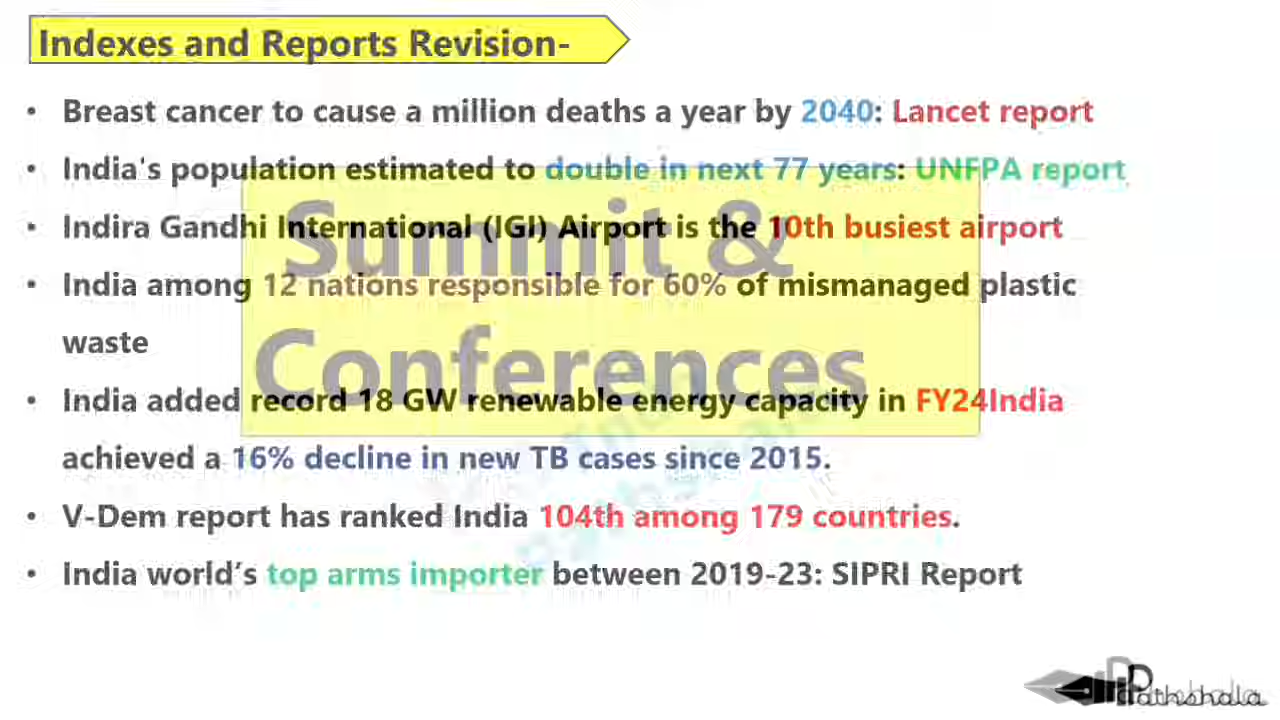 Indexes and Reports Revision-
• Breast cancer to cause a million deaths a year by 2040: Lancet report
• India's population estimated to double in next 77 years: UNFPA report
• Indira Gandhi International (IGI) Airport is the 10th busiest airport
• India among 12 nations responsible for 60% of mismanaged plastic
waste
• India added record 18 GW renewable energy capacity in FY24India
achieved a 16% decline in new TB cases since 2015.
• V-Dem report has ranked India 104th among 179 countries.
• India world’s top arms importer between 2019-23: SIPRI Report
Summit &
Conferences
Pathshala